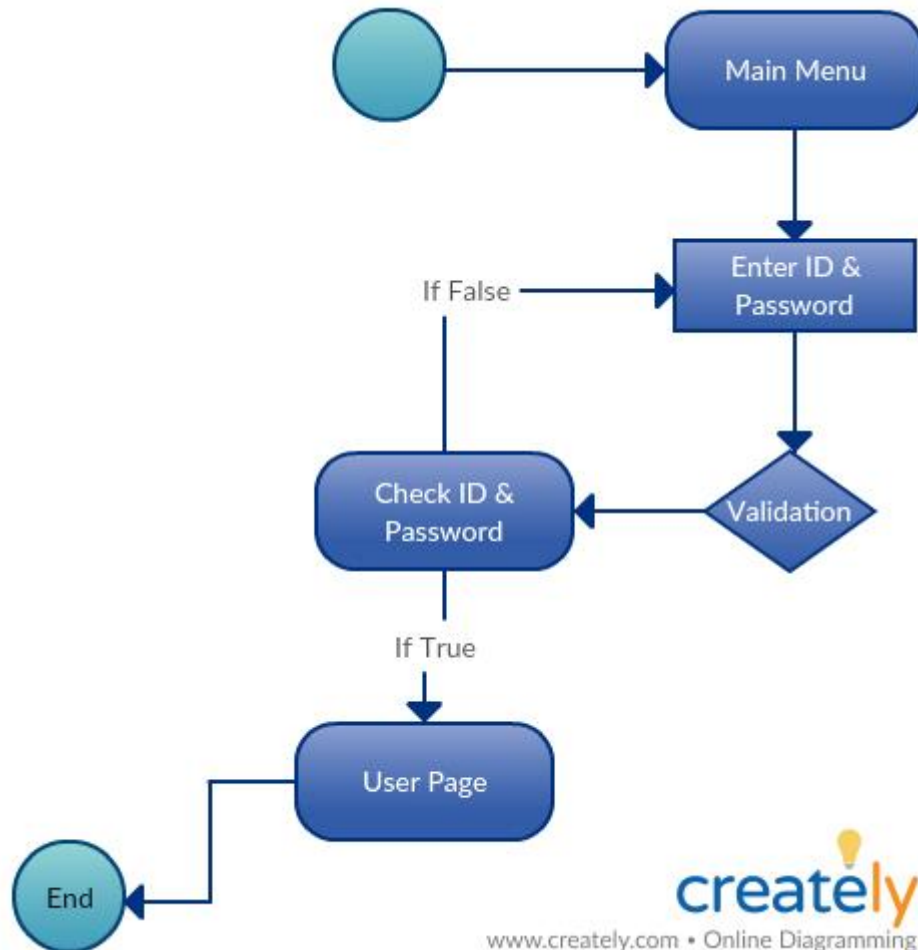 Main Menu
Enter ID &
Password
If False
Check ID &
Password
Validation
If True
User Page
End
creately
www.creately.com • Online Diagramming